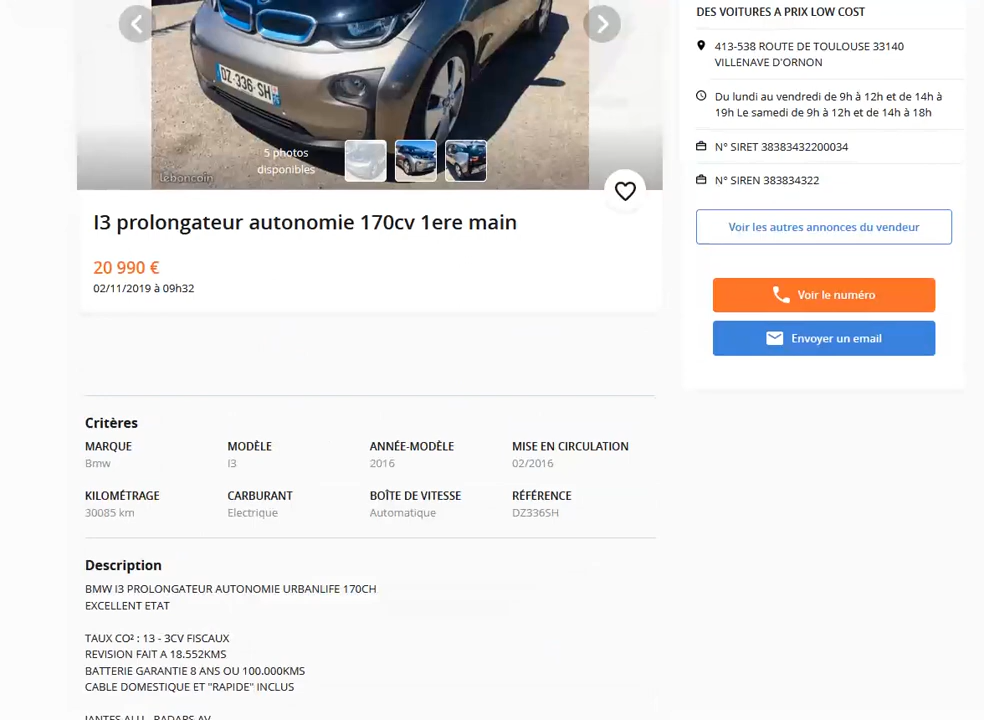 DES VOITURES A PRIX LOW COST
413-538 ROUTE DE TOULOUSE 33140
VILLENAVE D'ORNON
Du lundi au vendredi de 9h à 12h et de 14h à
19h Le samedi de 9h à 12h et de 14h à 18h
N° SIRET 38383432200034
N° SIREN 383834322
Voir les autres annonces du vendeur
Voir le numéro
Envoyer un email
DZ-336-SH
5 photos
disponibles
leboncoin
I3 prolongateur autonomie 170cv 1ere main
20 990 €
02/11/2019 à 09h32
Critères
MARQUE
Bmw
MODÈLE
I3
ANNÉE-MODÈLE
2016
MISE EN CIRCULATION
02/2016
KILOMÉTRAGE
30085 km
CARBURANT
Electrique
BOÎTE DE VITESSE
Automatique
RÉFÉRENCE
DZ336SH
Description
BMW I3 PROLONGATEUR AUTONOMIE URBANLIFE 170CH
EXCELLENT ETAT
TAUX CO² : 13 - 3CV FISCAUX
REVISION FAIT A 18.552KMS
BATTERIE GARANTIE 8 ANS OU 100.000KMS
CABLE DOMESTIQUE ET "RAPIDE" INCLUS
JANTES ALU - RADARS AV